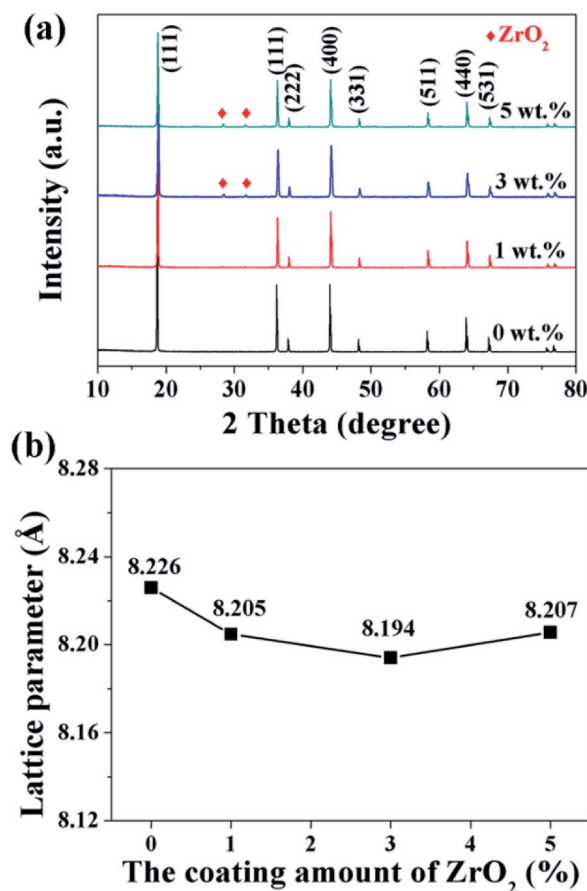 (a)
♦ZrO₂
(111)
(111)
(222)
(400)
(331)
(511)
(440)
(531)
5 wt.%
3 wt.%
1 wt.%
0 wt.%
Intensity (a.u.)
10 20 30 40 50 60 70 80
2 Theta (degree)
(b)
8.28
8.24
8.20
8.16
8.12
Lattice parameter (Å)
8.226
8.205
8.194
8.207
0 1 2 3 4 5
The coating amount of ZrO₂ (%)